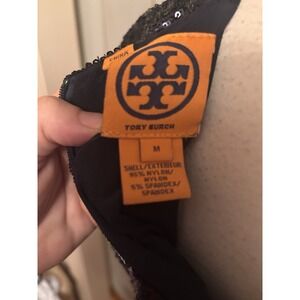 TORY BURCH
M
SHELL/EXTERIEUR
95% NYLON/
NYLON
5% SPANDEX/
SPANDEX